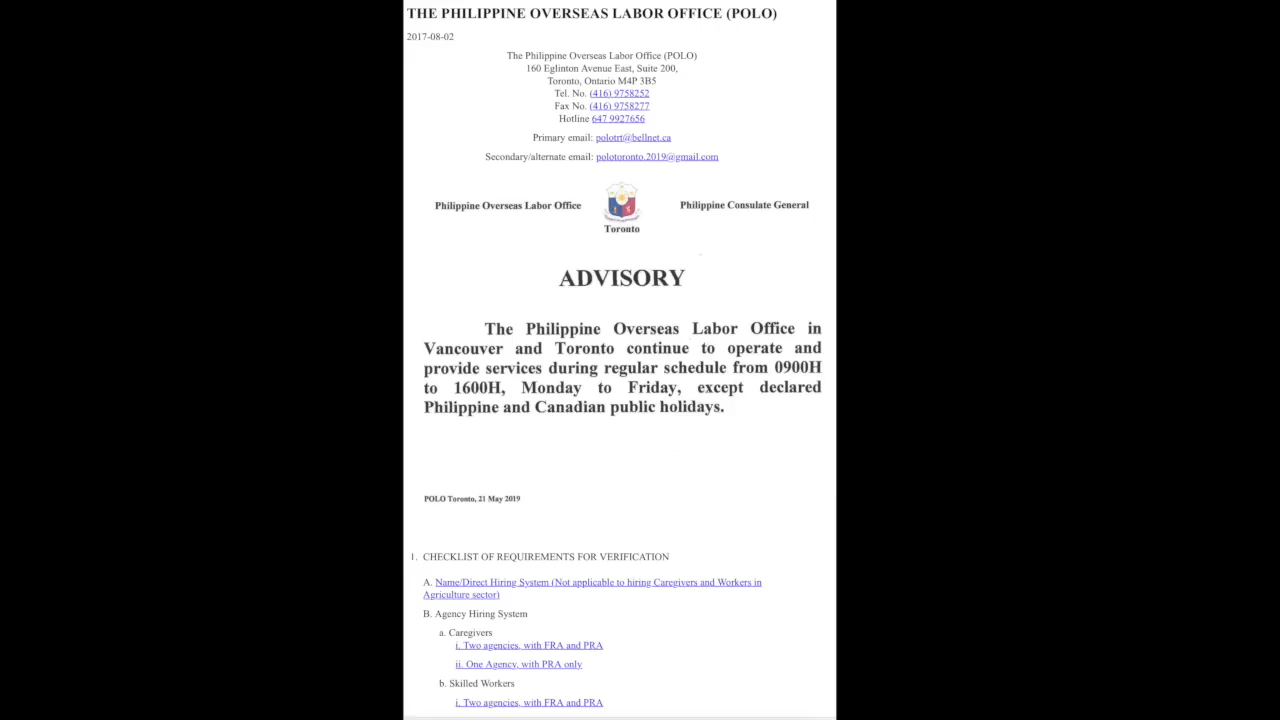 THE PHILIPPINE OVERSEAS LABOR OFFICE (POLO)
2017-08-02
The Philippine Overseas Labor Office (POLO)
160 Eglinton Avenue East, Suite 200,
Toronto, Ontario M4P 3B5
Tel. No. (416) 9758252
Fax No. (416) 9758277
Hotline 647 9927656
Primary email: polotrt@bellnet.ca
Secondary/alternate email: polotoronto.2019@gmail.com
Philippine Overseas Labor Office
Philippine Consulate General
Toronto
ADVISORY
The Philippine Overseas Labor Office in
Vancouver and Toronto continue to operate and
provide services during regular schedule from 0900H
to 1600H, Monday to Friday, except declared
Philippine and Canadian public holidays.
POLO Toronto, 21 May 2019
1. CHECKLIST OF REQUIREMENTS FOR VERIFICATION
A. Name/Direct Hiring System (Not applicable to hiring Caregivers and Workers in
Agriculture sector)
B. Agency Hiring System
a. Caregivers
i. Two agencies, with FRA and PRA
ii. One Agency, with PRA only
b. Skilled Workers
i. Two agencies, with FRA and PRA